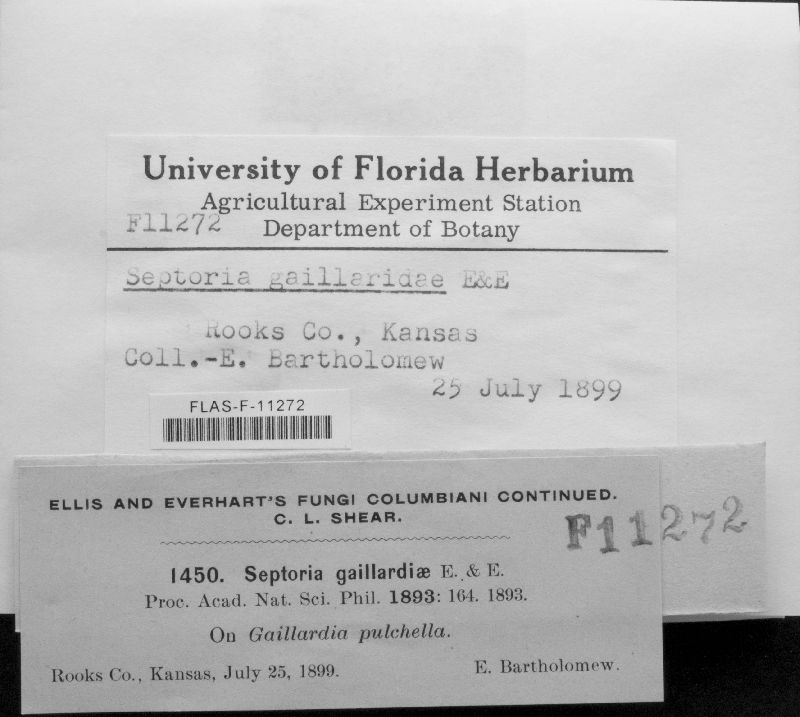 University of Florida Herbarium
Agricultural Experiment Station
F11272 Department of Botany
Septoria gaillaridae E&E
Rooks Co., Kansas
Coll.-E. Bartholomew
25 July 1899
FLAS-F-11272
ELLIS AND EVERHART'S FUNGI COLUMBIANI CONTINUED.
C. L. SHEAR.
F11272
1450. Septoria gaillardiæ E. & E.
Proc. Acad. Nat. Sci. Phil. 1893: 164. 1893.
On Gaillardia pulchella.
Rooks Co., Kansas, July 25, 1899. E. Bartholomew.